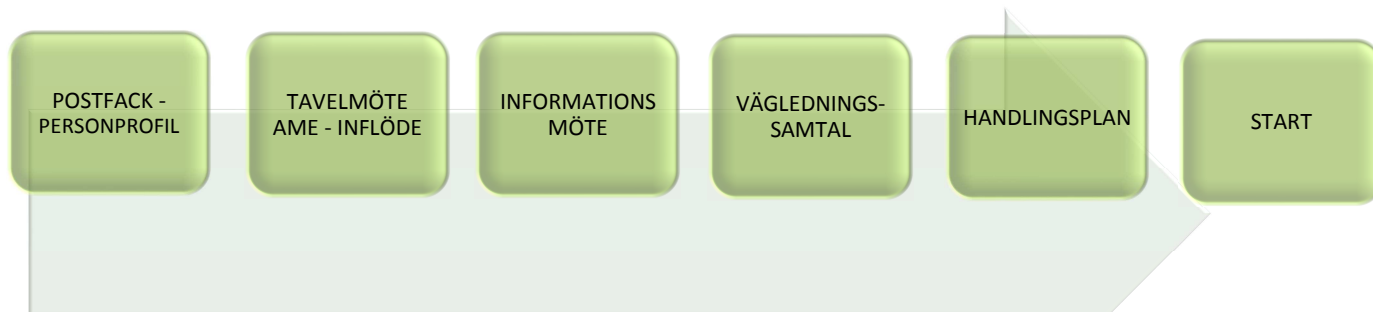 POSTFACK -
PERSONPROFIL
TAVELMÖTE
AME - INFLÖDE
INFORMATIONS
MÖTE
VÄGLEDNINGS-
SAMTAL
HANDLINGSPLAN
START